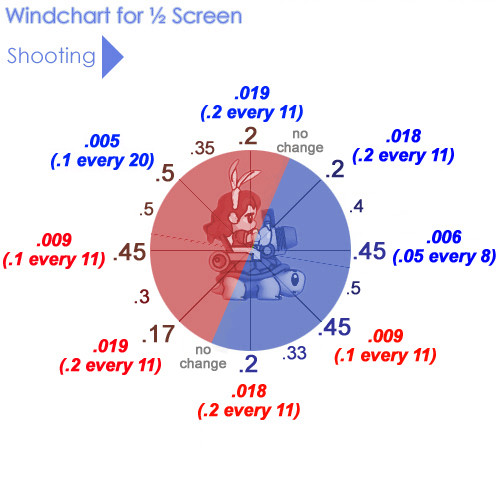 Windchart for ½ Screen
Shooting
.019
(.2 every 11)
.005
(.1 every 20)
.35
.2
no
change
.018
(.2 every 11)
.5
.2
.5
.4
.009
(.1 every 11)
.45
.45
.006
(.05 every 8)
.3
.5
.17
.45
.019
(.2 every 11)
no
change
.2
.33
.009
(.1 every 11)
.018
(.2 every 11)